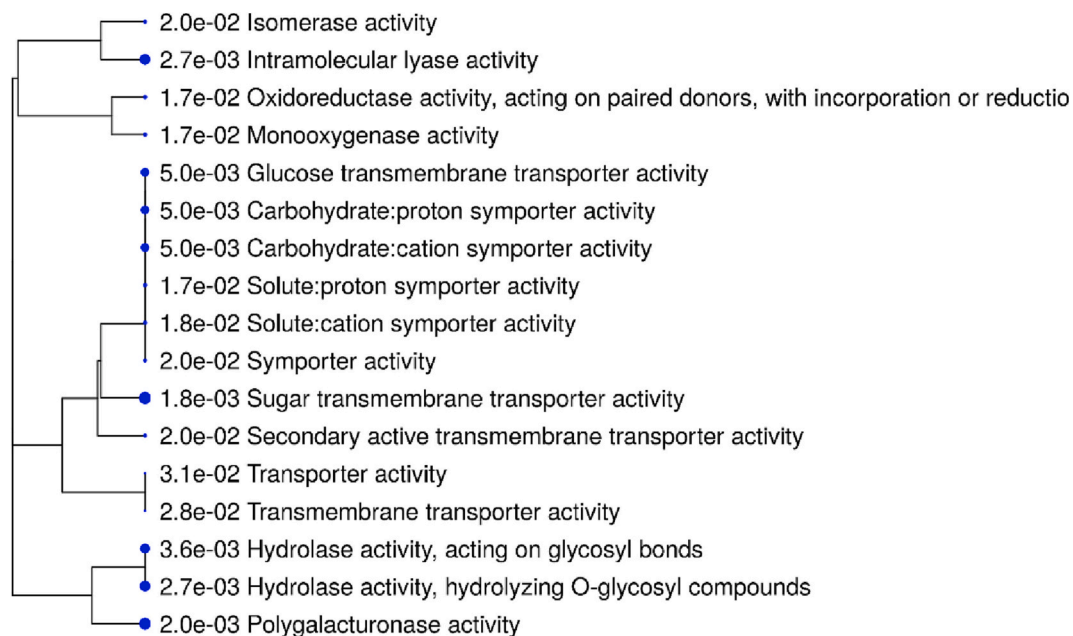 2.0e-02 Isomerase activity
2.7e-03 Intramolecular lyase activity
1.7e-02 Oxidoreductase activity, acting on paired donors, with incorporation or reductio
1.7e-02 Monooxygenase activity
5.0e-03 Glucose transmembrane transporter activity
5.0e-03 Carbohydrate:proton symporter activity
5.0e-03 Carbohydrate:cation symporter activity
1.7e-02 Solute:proton symporter activity
1.8e-02 Solute:cation symporter activity
2.0e-02 Symporter activity
1.8e-03 Sugar transmembrane transporter activity
2.0e-02 Secondary active transmembrane transporter activity
3.1e-02 Transporter activity
2.8e-02 Transmembrane transporter activity
3.6e-03 Hydrolase activity, acting on glycosyl bonds
2.7e-03 Hydrolase activity, hydrolyzing O-glycosyl compounds
2.0e-03 Polygalacturonase activity